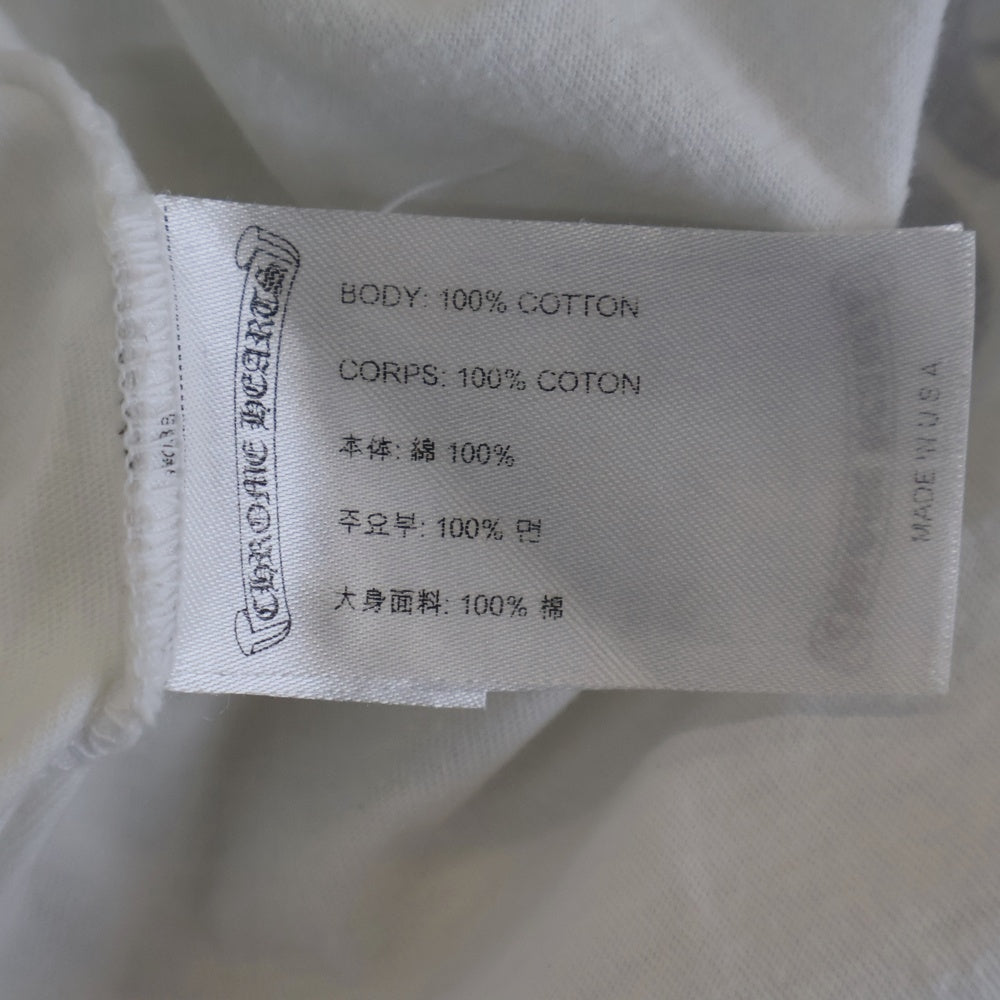 CHROME HEARTS
BODY: 100% COTTON
CORPS: 100% COTON
本体: 綿 100%
주요부: 100% 면
大身面料: 100% 棉
MADE IN U.S.A